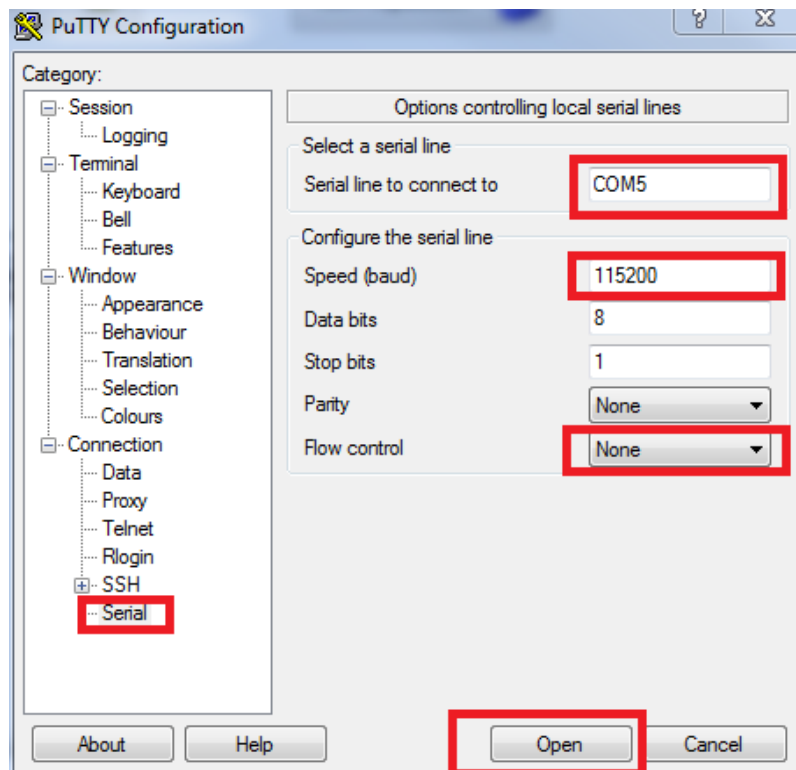 PuTTY Configuration
?
Category:
Session
Logging
Terminal
Keyboard
Bell
Features
Window
Appearance
Behaviour
Translation
Selection
Colours
Connection
Data
Proxy
Telnet
Rlogin
SSH
Serial
Options controlling local serial lines
Select a serial line
Serial line to connect to COM5
Configure the serial line
Speed (baud) 115200
Data bits 8
Stop bits 1
Parity None
Flow control None
About Help Open Cancel